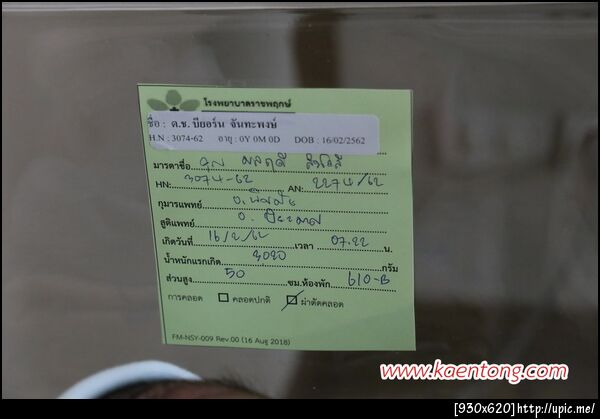 โรงพยาบาลราชพฤกษ์
ชื่อ : ด.ช. บียอร์น จันทะพงษ์
H.N : 3074-62 อายุ : 0Y 0M 0D DOB : 16/02/2562
มารดาชื่อ คุณ
HN: 3074-62 AN: 2274/62
กุมารแพทย์
สูติแพทย์
เกิดวันที่ 16/2/62 เวลา 07.22 น.
น้ำหนักแรกเกิด 3020 กรัม
ส่วนสูง 50 ซม. ห้องพัก 610-B
การคลอด คลอดปกติ ผ่าตัดคลอด
FM-NSY-009 Rev.00 (16 Aug 2018)
www.kaentong.com
[930x620]http://upic.me/